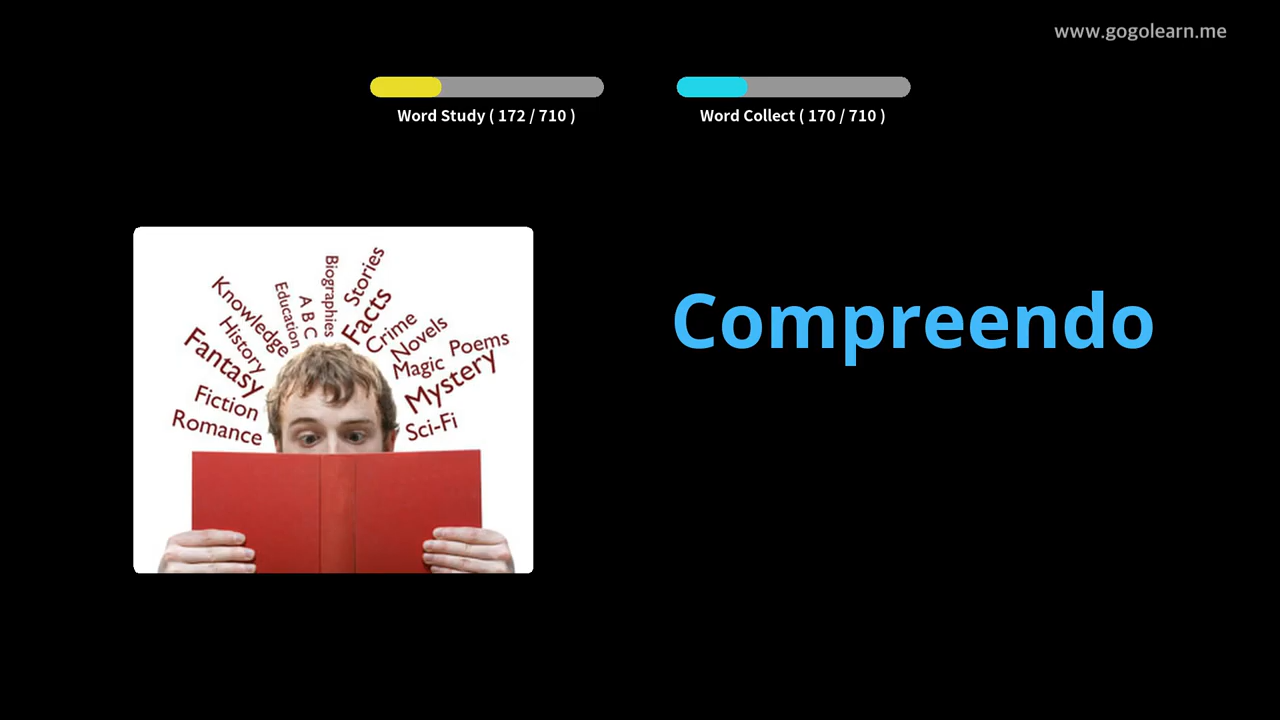 www.gogolearn.me
Word Study ( 172 / 710 )
Word Collect ( 170 / 710 )
Compreendo
Knowledge
Education
A B C
Biographies
Stories
Facts
Crime
Novels
Poems
Magic
Mystery
Sci-Fi
History
Fantasy
Fiction
Romance